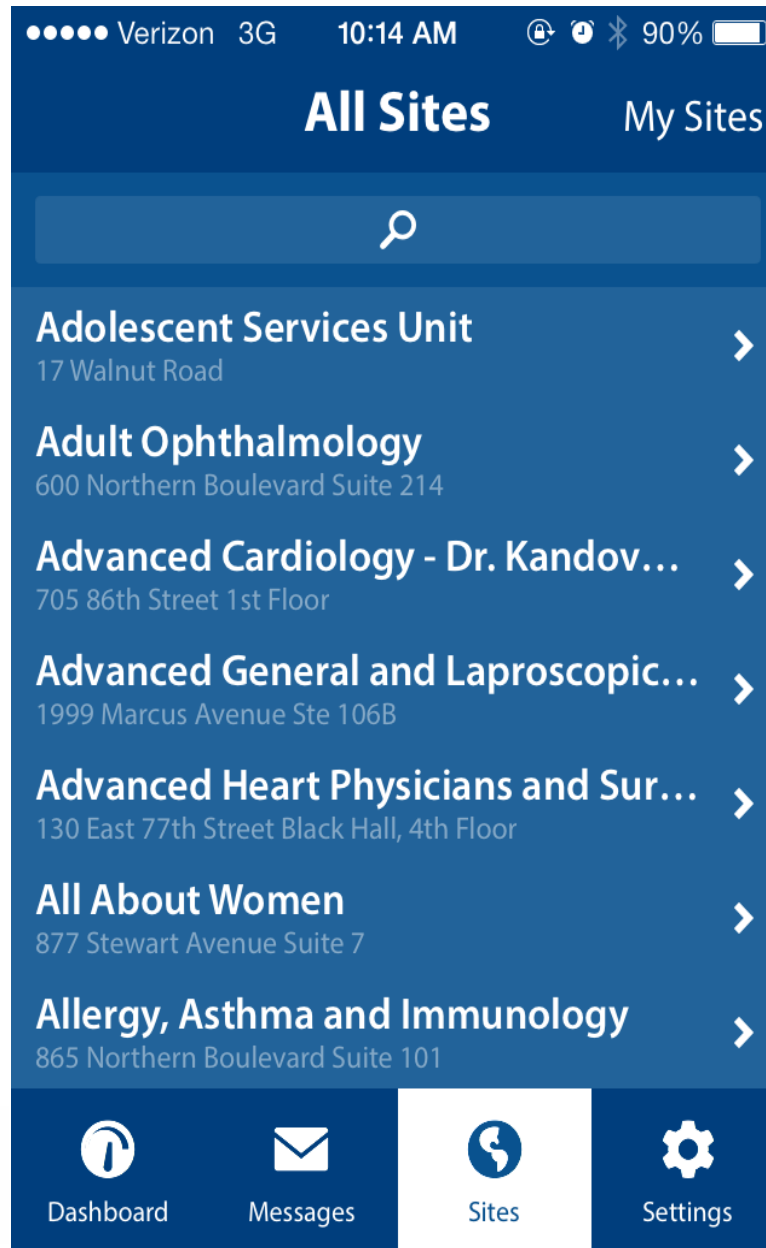 Verizon 3G 10:14 AM 90%
All Sites My Sites
Adolescent Services Unit
17 Walnut Road
Adult Ophthalmology
600 Northern Boulevard Suite 214
Advanced Cardiology - Dr. Kandov…
705 86th Street 1st Floor
Advanced General and Laproscopic…
1999 Marcus Avenue Ste 106B
Advanced Heart Physicians and Sur…
130 East 77th Street Black Hall, 4th Floor
All About Women
877 Stewart Avenue Suite 7
Allergy, Asthma and Immunology
865 Northern Boulevard Suite 101
Dashboard Messages Sites Settings